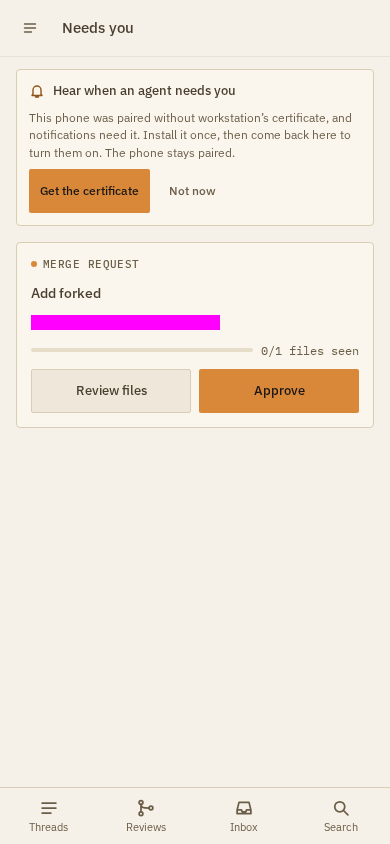 Needs you
Hear when an agent needs you
This phone was paired without workstation’s certificate, and
notifications need it. Install it once, then come back here to
turn them on. The phone stays paired.
Get the certificate
Not now
MERGE REQUEST
Add forked
0/1 files seen
Review files
Approve
Threads
Reviews
Inbox
Search